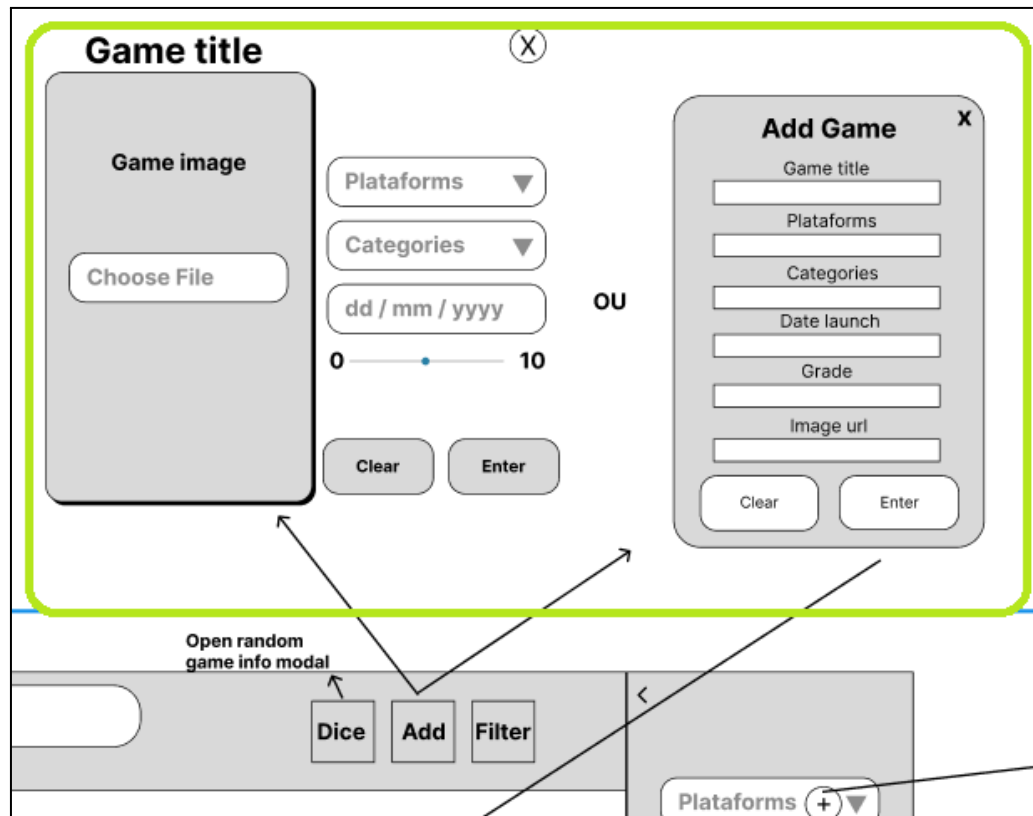 Game title
X
Game image
Choose File
Plataforms
Categories
dd / mm / yyyy
0
10
Clear
Enter
OU
Add Game
X
Game title
Plataforms
Categories
Date launch
Grade
Image url
Clear
Enter
Open random
game info modal
Dice
Add
Filter
<
Plataforms
+